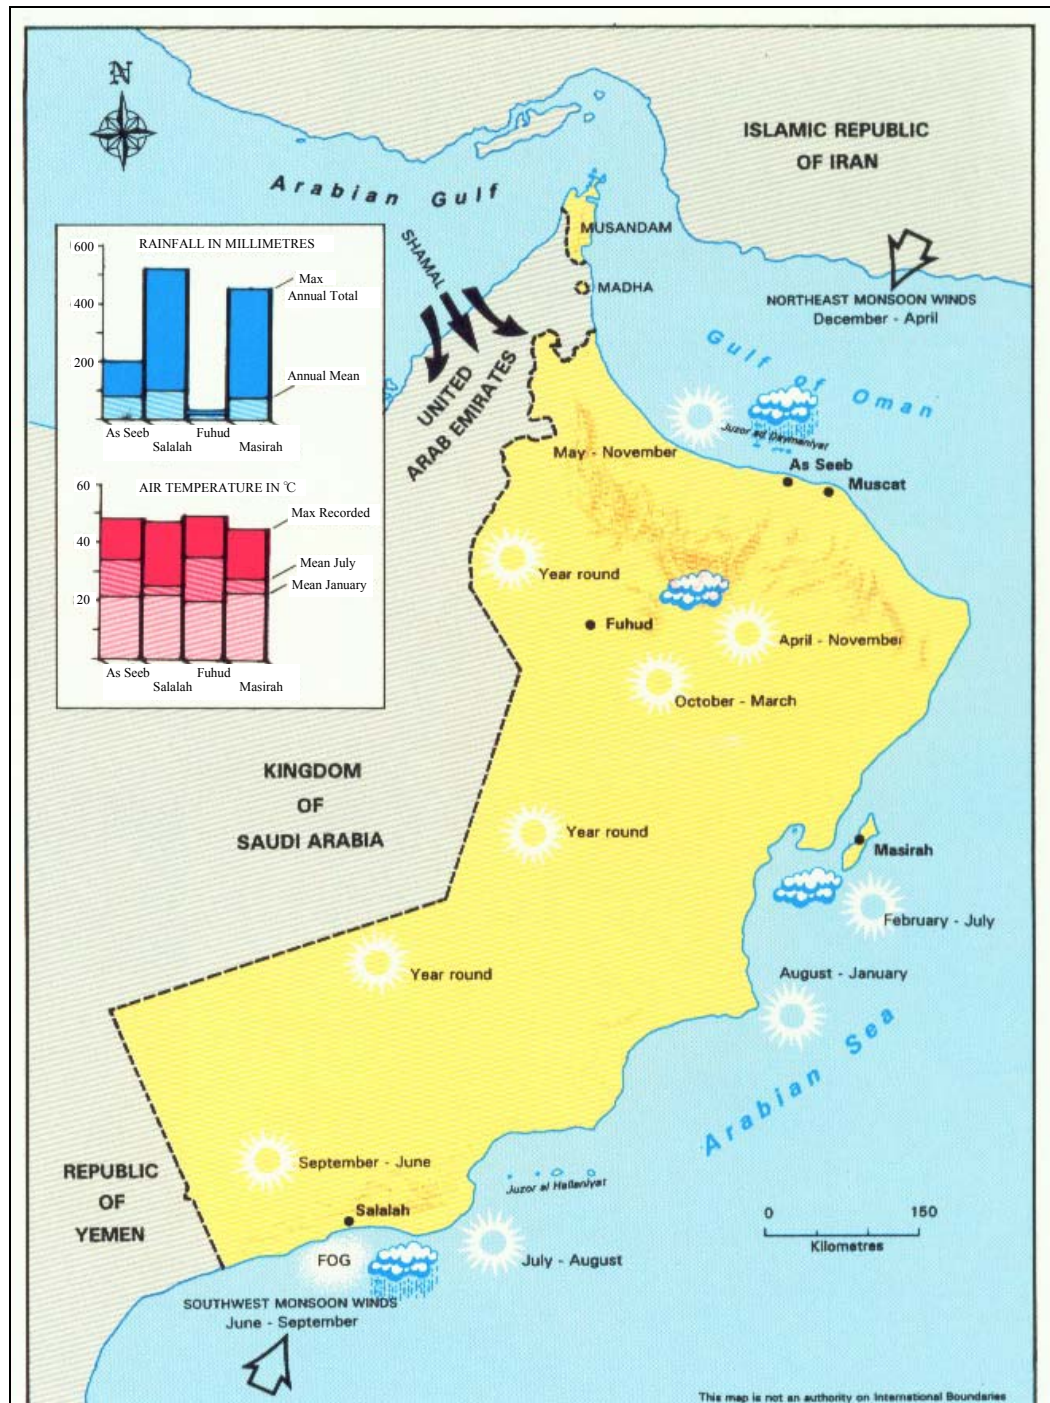 N
ISLAMIC REPUBLIC
OF IRAN
Arabian Gulf
MUSANDAM
SHAMAL
MADHA
NORTHEAST MONSOON WINDS
December - April
RAINFALL IN MILLIMETRES
600
400
200
Max
Annual Total
Annual Mean
As Seeb
Salalah
Fuhud
Masirah
AIR TEMPERATURE IN °C
60
40
20
Max Recorded
Mean July
Mean January
As Seeb
Salalah
Fuhud
Masirah
UNITED
ARAB EMIRATES
Gulf of Oman
Juzor ad Daymaniyat
May - November
As Seeb
Muscat
Year round
Fuhud
April - November
October - March
KINGDOM
OF
SAUDI ARABIA
Year round
Masirah
February - July
Year round
August - January
Arabian Sea
REPUBLIC
OF
YEMEN
September - June
Juzor al Hallaniyat
Salalah
0 150
Kilometres
FOG
July - August
SOUTHWEST MONSOON WINDS
June - September
This map is not an authority on International Boundaries